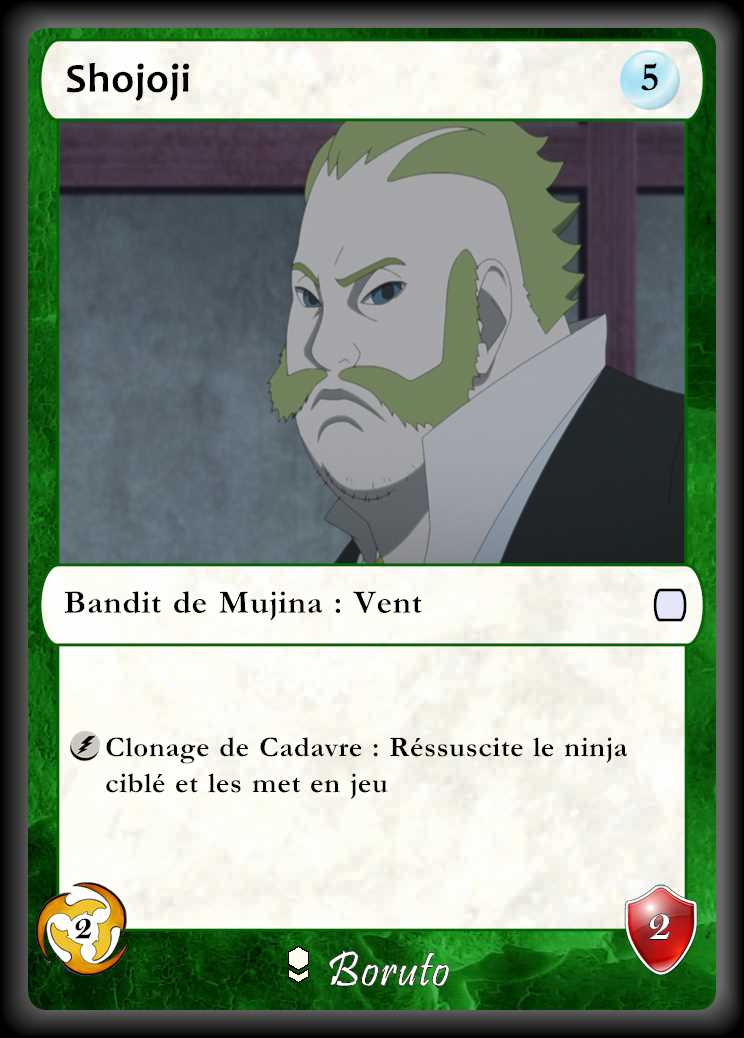 Shojoji
5
Bandit de Mujina : Vent
Clonage de Cadavre : Réssuscite le ninja
ciblé et les met en jeu
2
2
Boruto